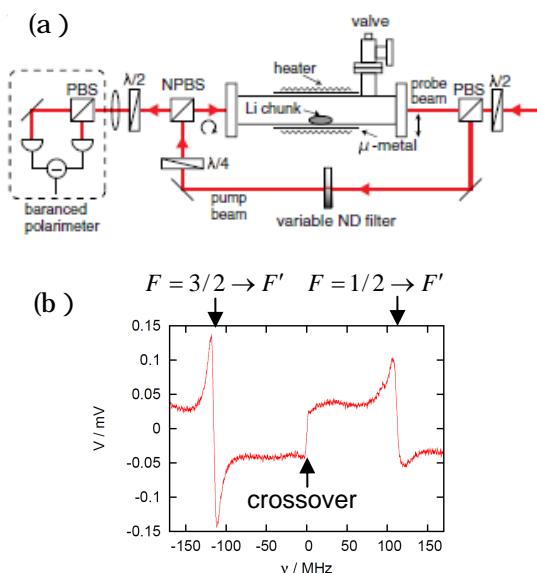 (a)
valve
heater
PBS
λ/2
NPBS
probe
beam
PBS
λ/2
Li chunk
μ-metal
λ/4
pump
beam
variable ND filter
baranced
polarimeter
(b)
F = 3/2 → F′ F = 1/2 → F′
0.15
0.1
0.05
0
-0.05
-0.1
-0.15
V / mV
crossover
-150 -100 -50 0 50 100 150
ν / MHz